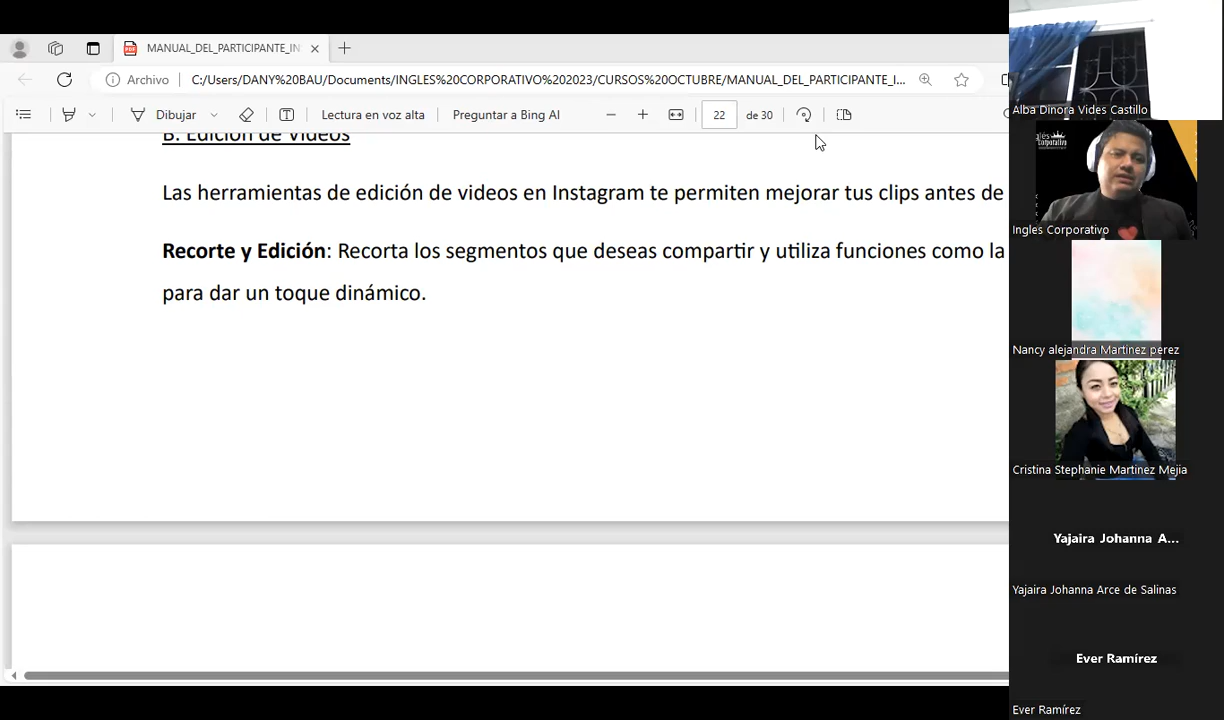 MANUAL_DEL_PARTICIPANTE_IN
Archivo
C:/Users/DANY%20BAU/Documents/INGLES%20CORPORATIVO%202023/CURSOS%20OCTUBRE/MANUAL_DEL_PARTICIPANTE_I...
Dibujar
Lectura en voz alta
Preguntar a Bing AI
22
de 30
B. Edición de Videos
Las herramientas de edición de videos en Instagram te permiten mejorar tus clips antes de
Recorte y Edición: Recorta los segmentos que deseas compartir y utiliza funciones como la
para dar un toque dinámico.
Alba Dinora Vides Castillo
Ingles Corporativo
Nancy alejandra Martinez perez
Cristina Stephanie Martinez Mejia
Yajaira Johanna A...
Yajaira Johanna Arce de Salinas
Ever Ramírez
Ever Ramírez